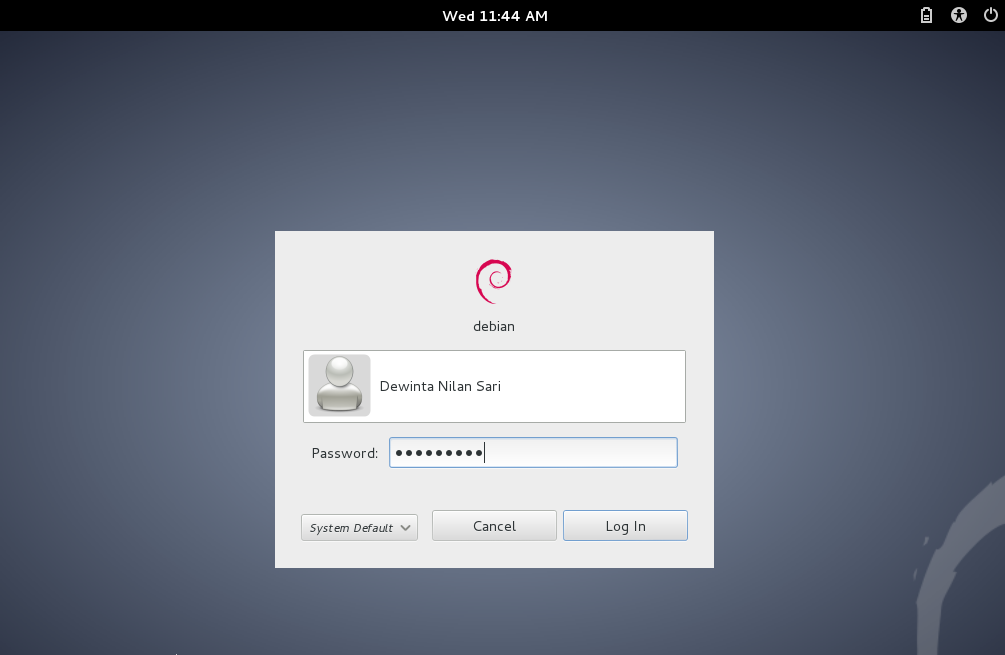 Wed 11:44 AM
debian
Dewinta Nilan Sari
Password: •••••••••
System Default
Cancel
Log In